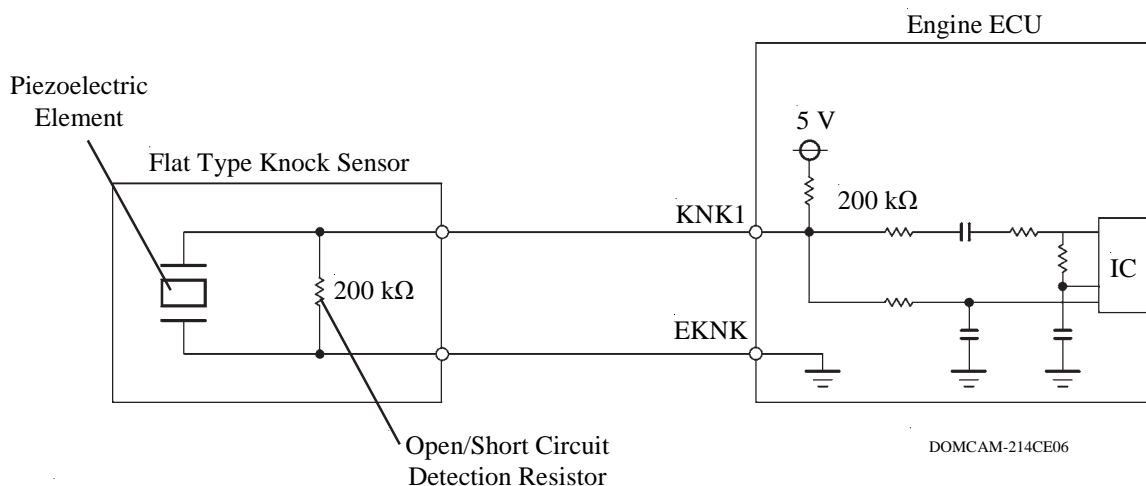 Engine ECU
Piezoelectric
Element
5 V
Flat Type Knock Sensor
KNK1
200 kΩ
IC
200 kΩ
EKNK
Open/Short Circuit
Detection Resistor
DOMCAM-214CE06